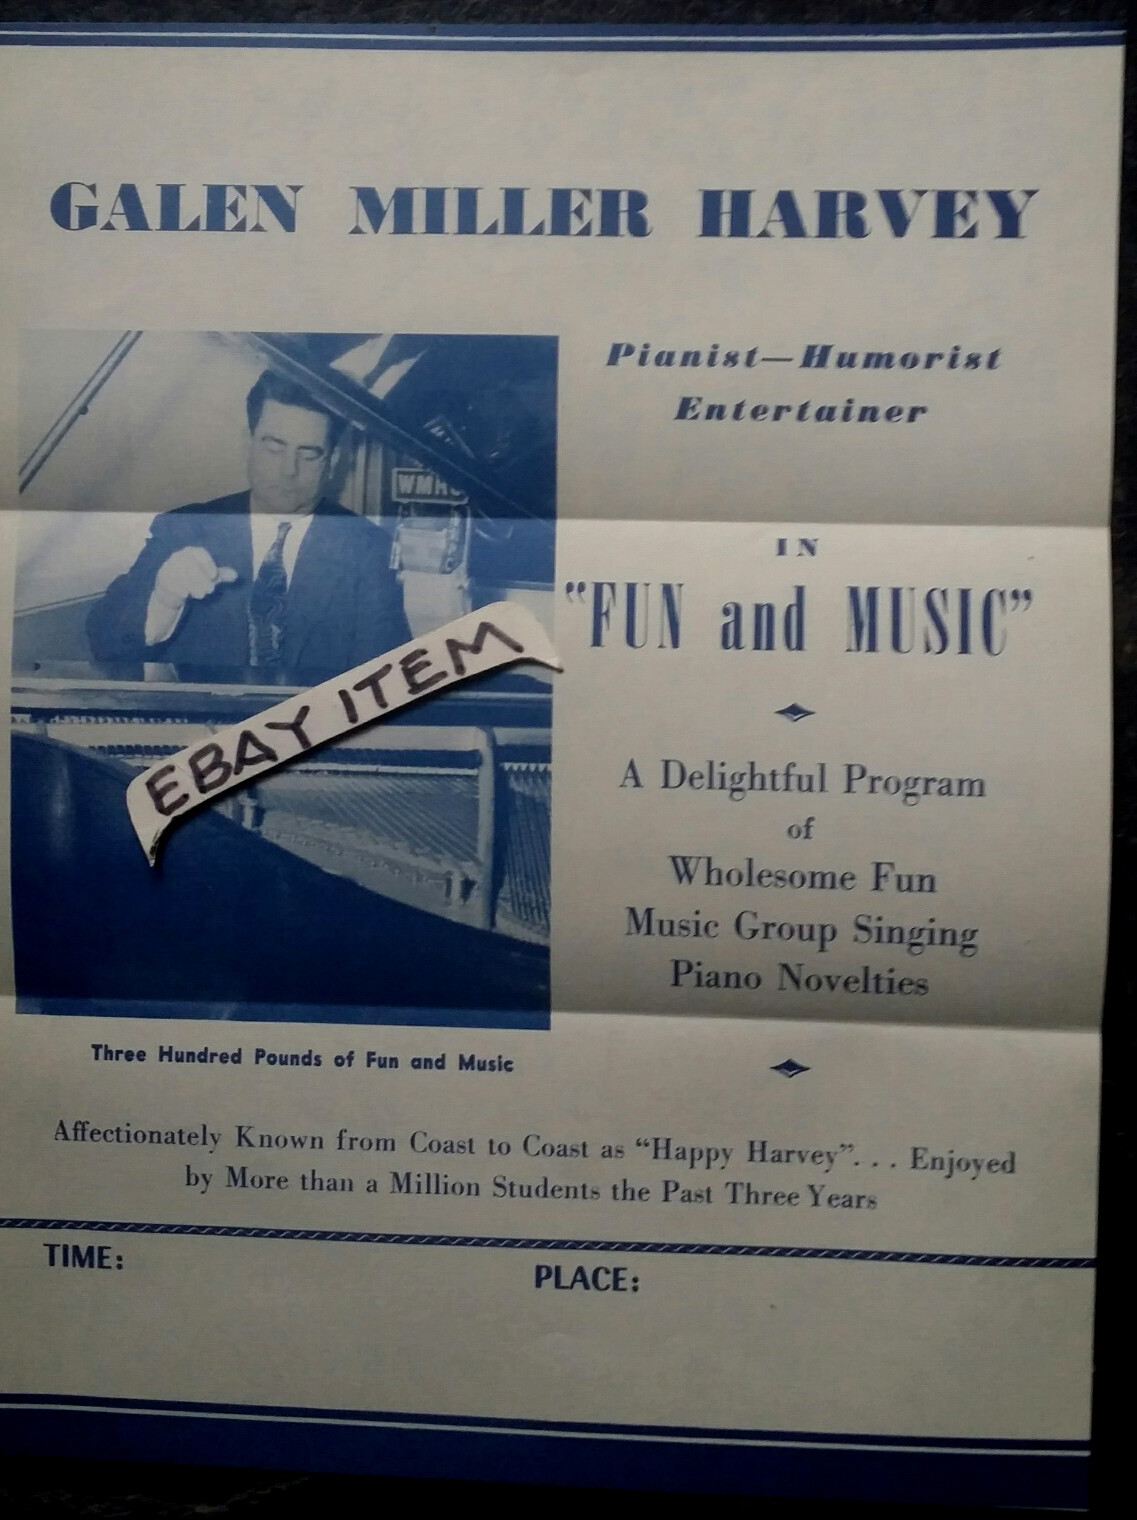 GALEN MILLER HARVEY
Pianist—Humorist
Entertainer
IN
"FUN and MUSIC"
EBAY ITEM
A Delightful Program
of
Wholesome Fun
Music Group Singing
Piano Novelties
Three Hundred Pounds of Fun and Music
Affectionately Known from Coast to Coast as "Happy Harvey". . . Enjoyed
by More than a Million Students the Past Three Years
TIME:
PLACE: